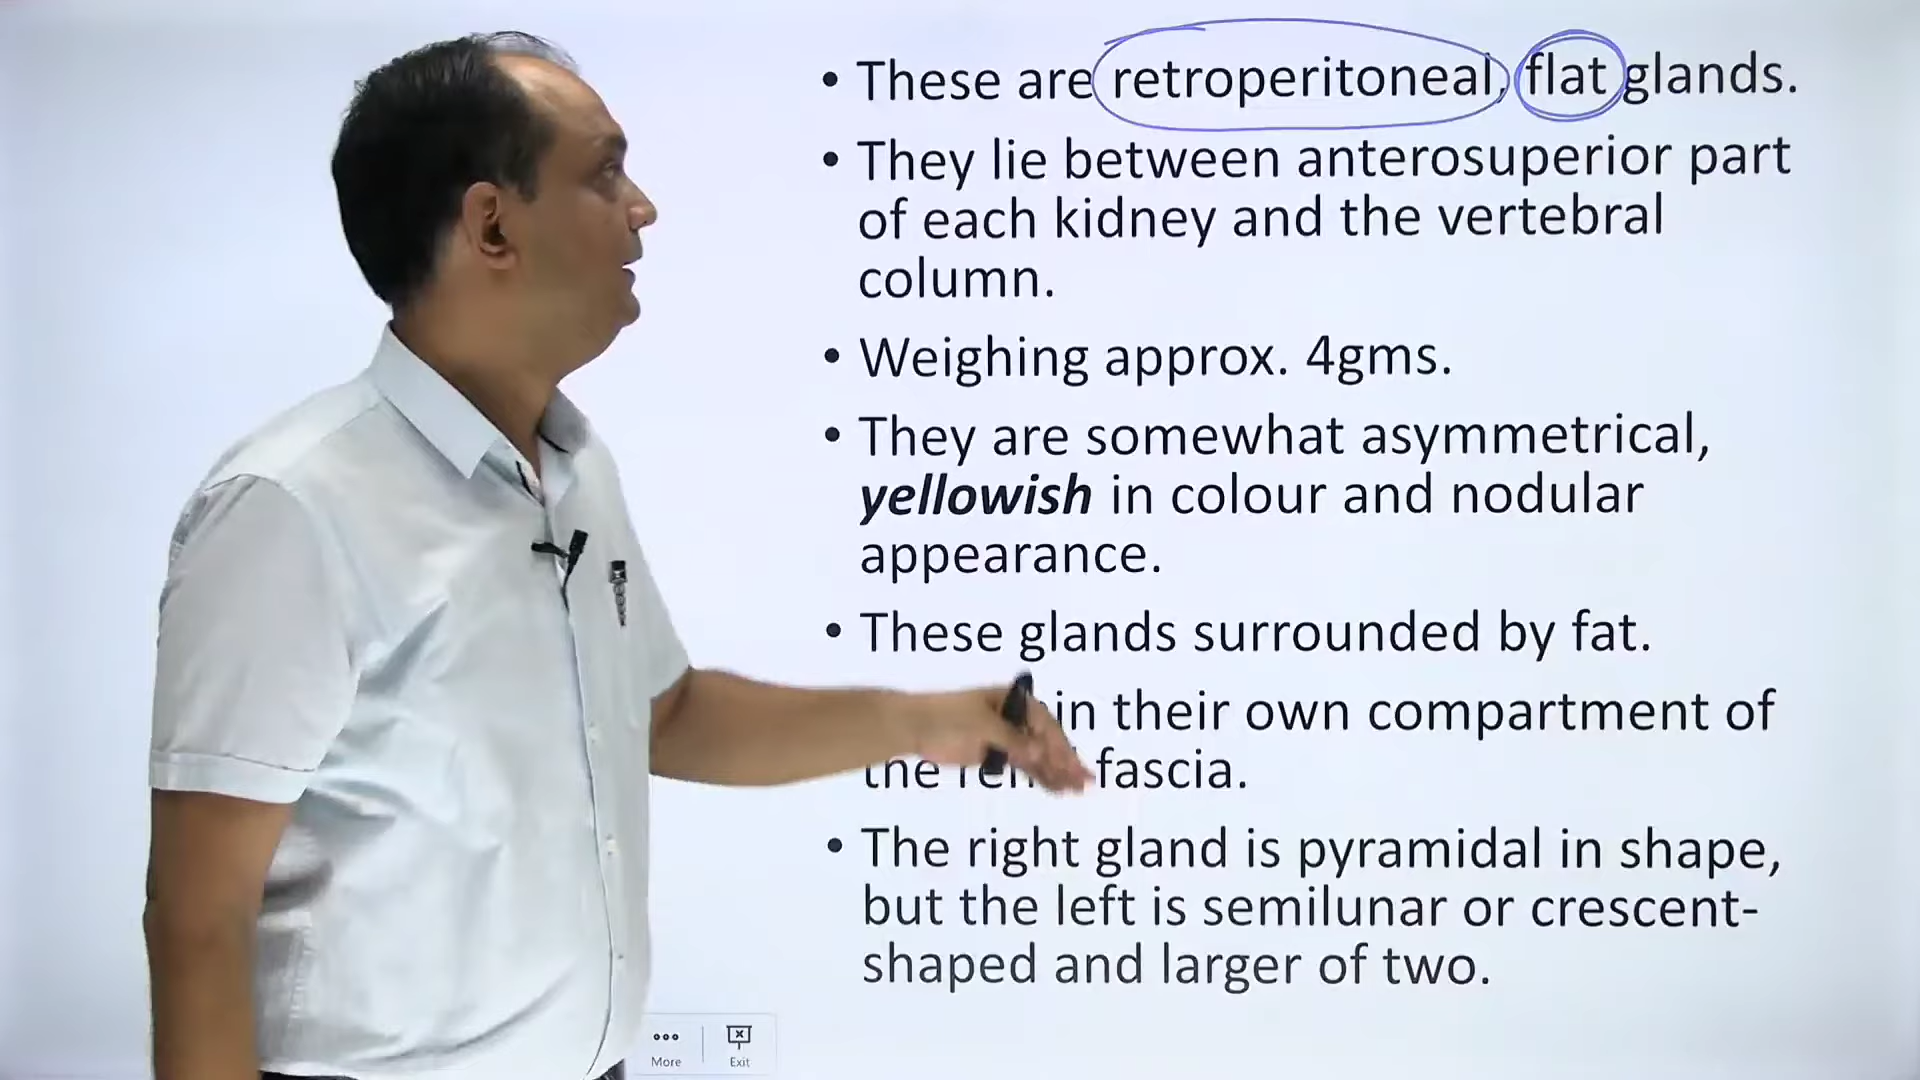 • These are retroperitoneal, flat glands.
• They lie between anterosuperior part
of each kidney and the vertebral
column.
• Weighing approx. 4gms.
• They are somewhat asymmetrical,
yellowish in colour and nodular
appearance.
• These glands surrounded by fat.
in their own compartment of
the fascia.
• The right gland is pyramidal in shape,
but the left is semilunar or crescent-
shaped and larger of two.
More Exit